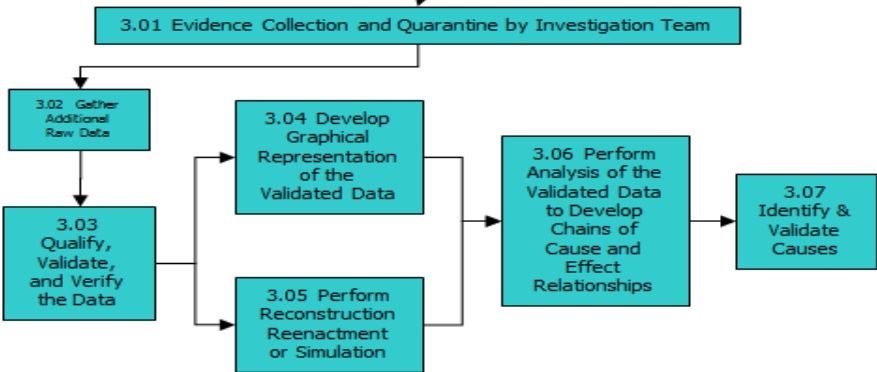 3.01 Evidence Collection and Quarantine by Investigation Team
3.02 Gather
Additional
Raw Data
3.03
Qualify,
Validate,
and Verify
the Data
3.04 Develop
Graphical
Representation
of the
Validated Data
3.05 Perform
Reconstruction
Reenactment
or Simulation
3.06 Perform
Analysis of the
Validated Data
to Develop
Chains of
Cause and
Effect
Relationships
3.07
Identify &
Validate
Causes